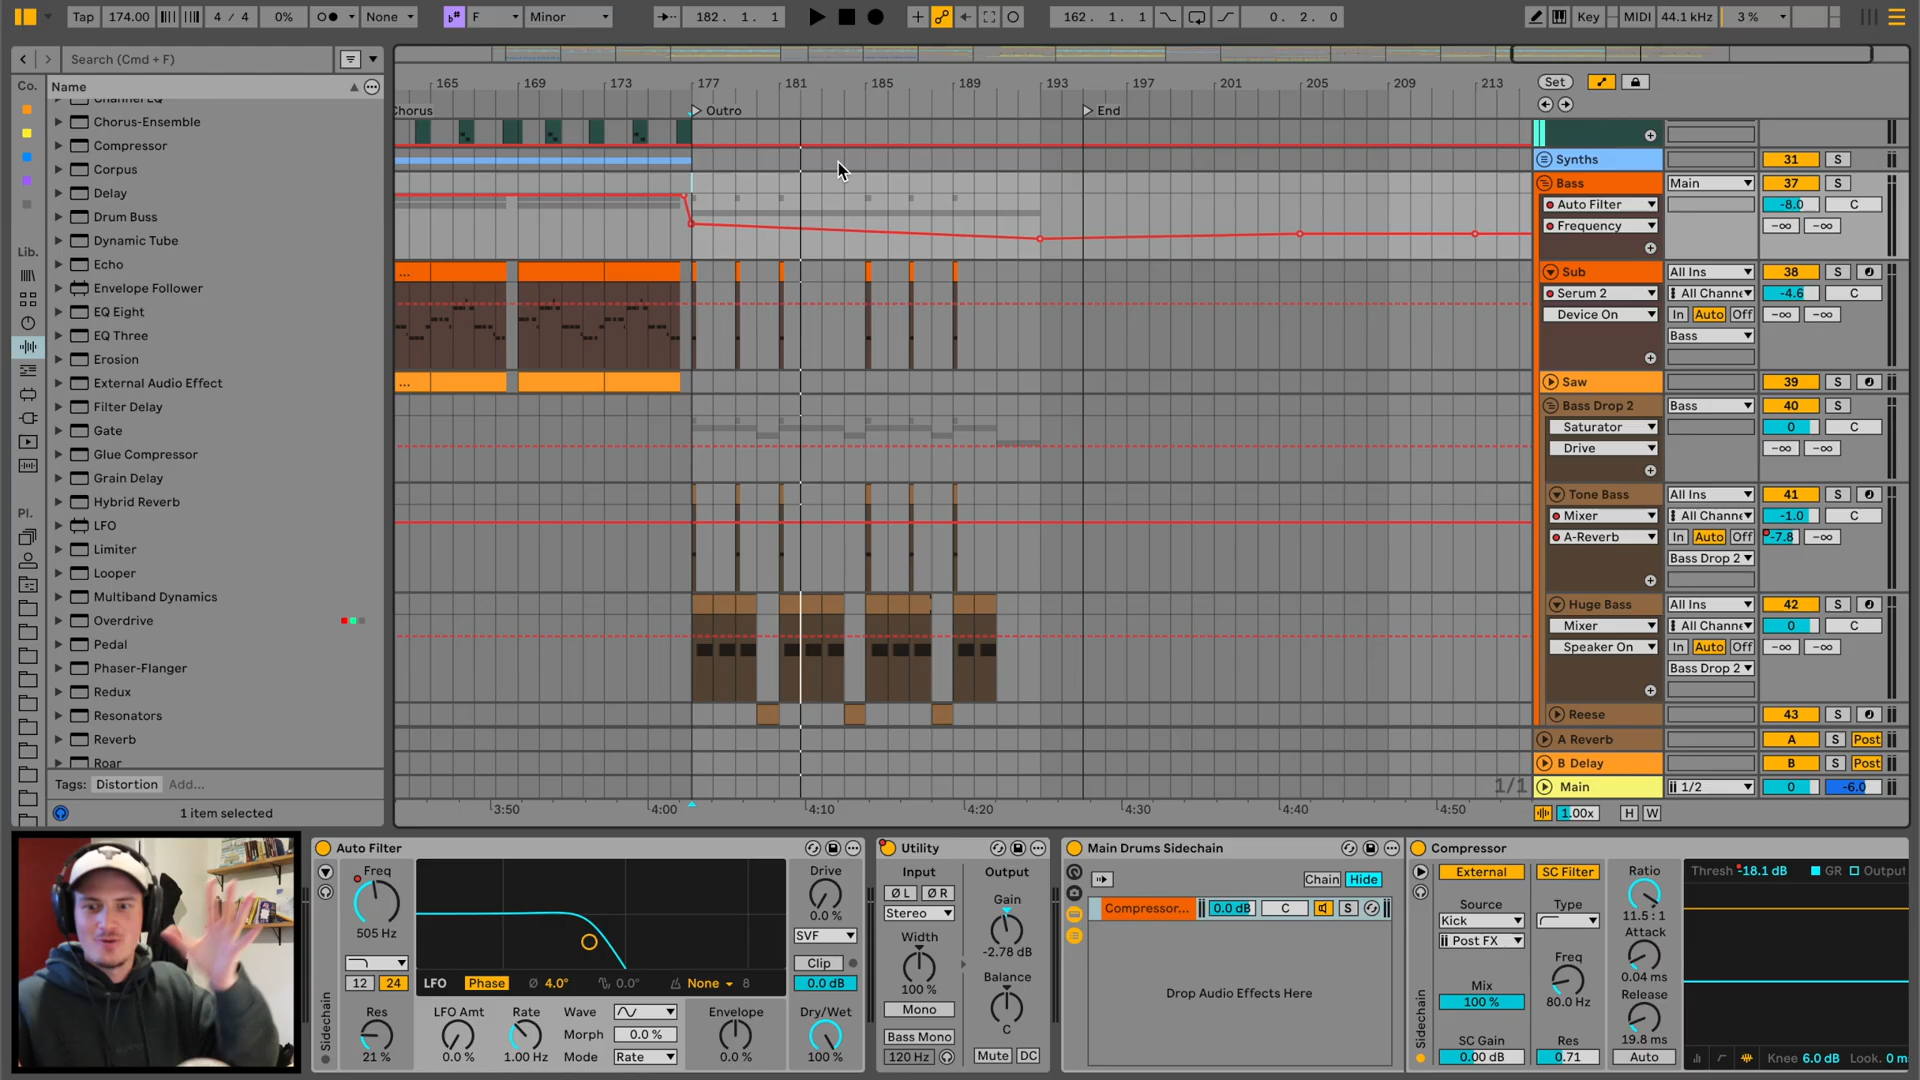 Tap 174.00 4 / 4 0% None F Minor 182. 1. 1 162. 1. 1 0. 2. 0 Key MIDI 44.1 kHz 3 %
Search (Cmd + F)
Co.
Name
Channel EQ
Chorus-Ensemble
Compressor
Corpus
Delay
Drum Buss
Dynamic Tube
Lib.
Echo
Envelope Follower
EQ Eight
EQ Three
Erosion
External Audio Effect
Filter Delay
Gate
Glue Compressor
Grain Delay
Hybrid Reverb
Pl.
LFO
Limiter
Looper
Multiband Dynamics
Overdrive
Pedal
Phaser-Flanger
Redux
Resonators
Reverb
Roar
Tags: Distortion Add...
1 item selected
165 169 173 177 181 185 189 193 197 201 205 209 213
Set
Chorus Outro End
Synths 31 S
Bass Main 37 S
Auto Filter -8.0 C
Frequency -∞ -∞
... Sub All Ins 38 S
Serum 2 All Channe -4.6 C
Device On In Auto Off -∞ -∞
Bass
... Saw 39 S
Bass Drop 2 Bass 40 S
Saturator 0 C
Drive -∞ -∞
Tone Bass All Ins 41 S
Mixer All Channe -1.0 C
A-Reverb In Auto Off -7.8 -∞
Bass Drop 2
Huge Bass All Ins 42 S
Mixer All Channe 0 C
Speaker On In Auto Off -∞ -∞
Bass Drop 2
Reese 43 S
A Reverb A S Post
B Delay B S Post
1/1 Main 1/2 0 -6.0
3:50 4:00 4:10 4:20 4:30 4:40 4:50
1.00x H W
Auto Filter
Freq
505 Hz
12 24
Res
21 %
Sidechain
LFO Phase Ø 4.0° 0.0° None 8
LFO Amt Rate Wave
Morph 0.0 %
0.0 % 1.00 Hz Mode Rate
Envelope
0.0 %
Drive
0.0 %
SVF
Clip
0.0 dB
Dry/Wet
100 %
Utility
Input Output
Ø L Ø R Gain
Stereo
Width -2.78 dB
Balance
100 %
Mono
C
Bass Mono
120 Hz Mute DC
Main Drums Sidechain
Chain Hide
Compressor... 0.0 dB C S
Drop Audio Effects Here
Compressor
External SC Filter Ratio
Source Type
Kick 11.5 : 1
Post FX Attack
Freq
0.04 ms
Mix Release
100 % 80.0 Hz
SC Gain Res 19.8 ms
0.00 dB 0.71 Auto
Sidechain
Thresh -18.1 dB GR Output
Knee 6.0 dB Look. 0 m